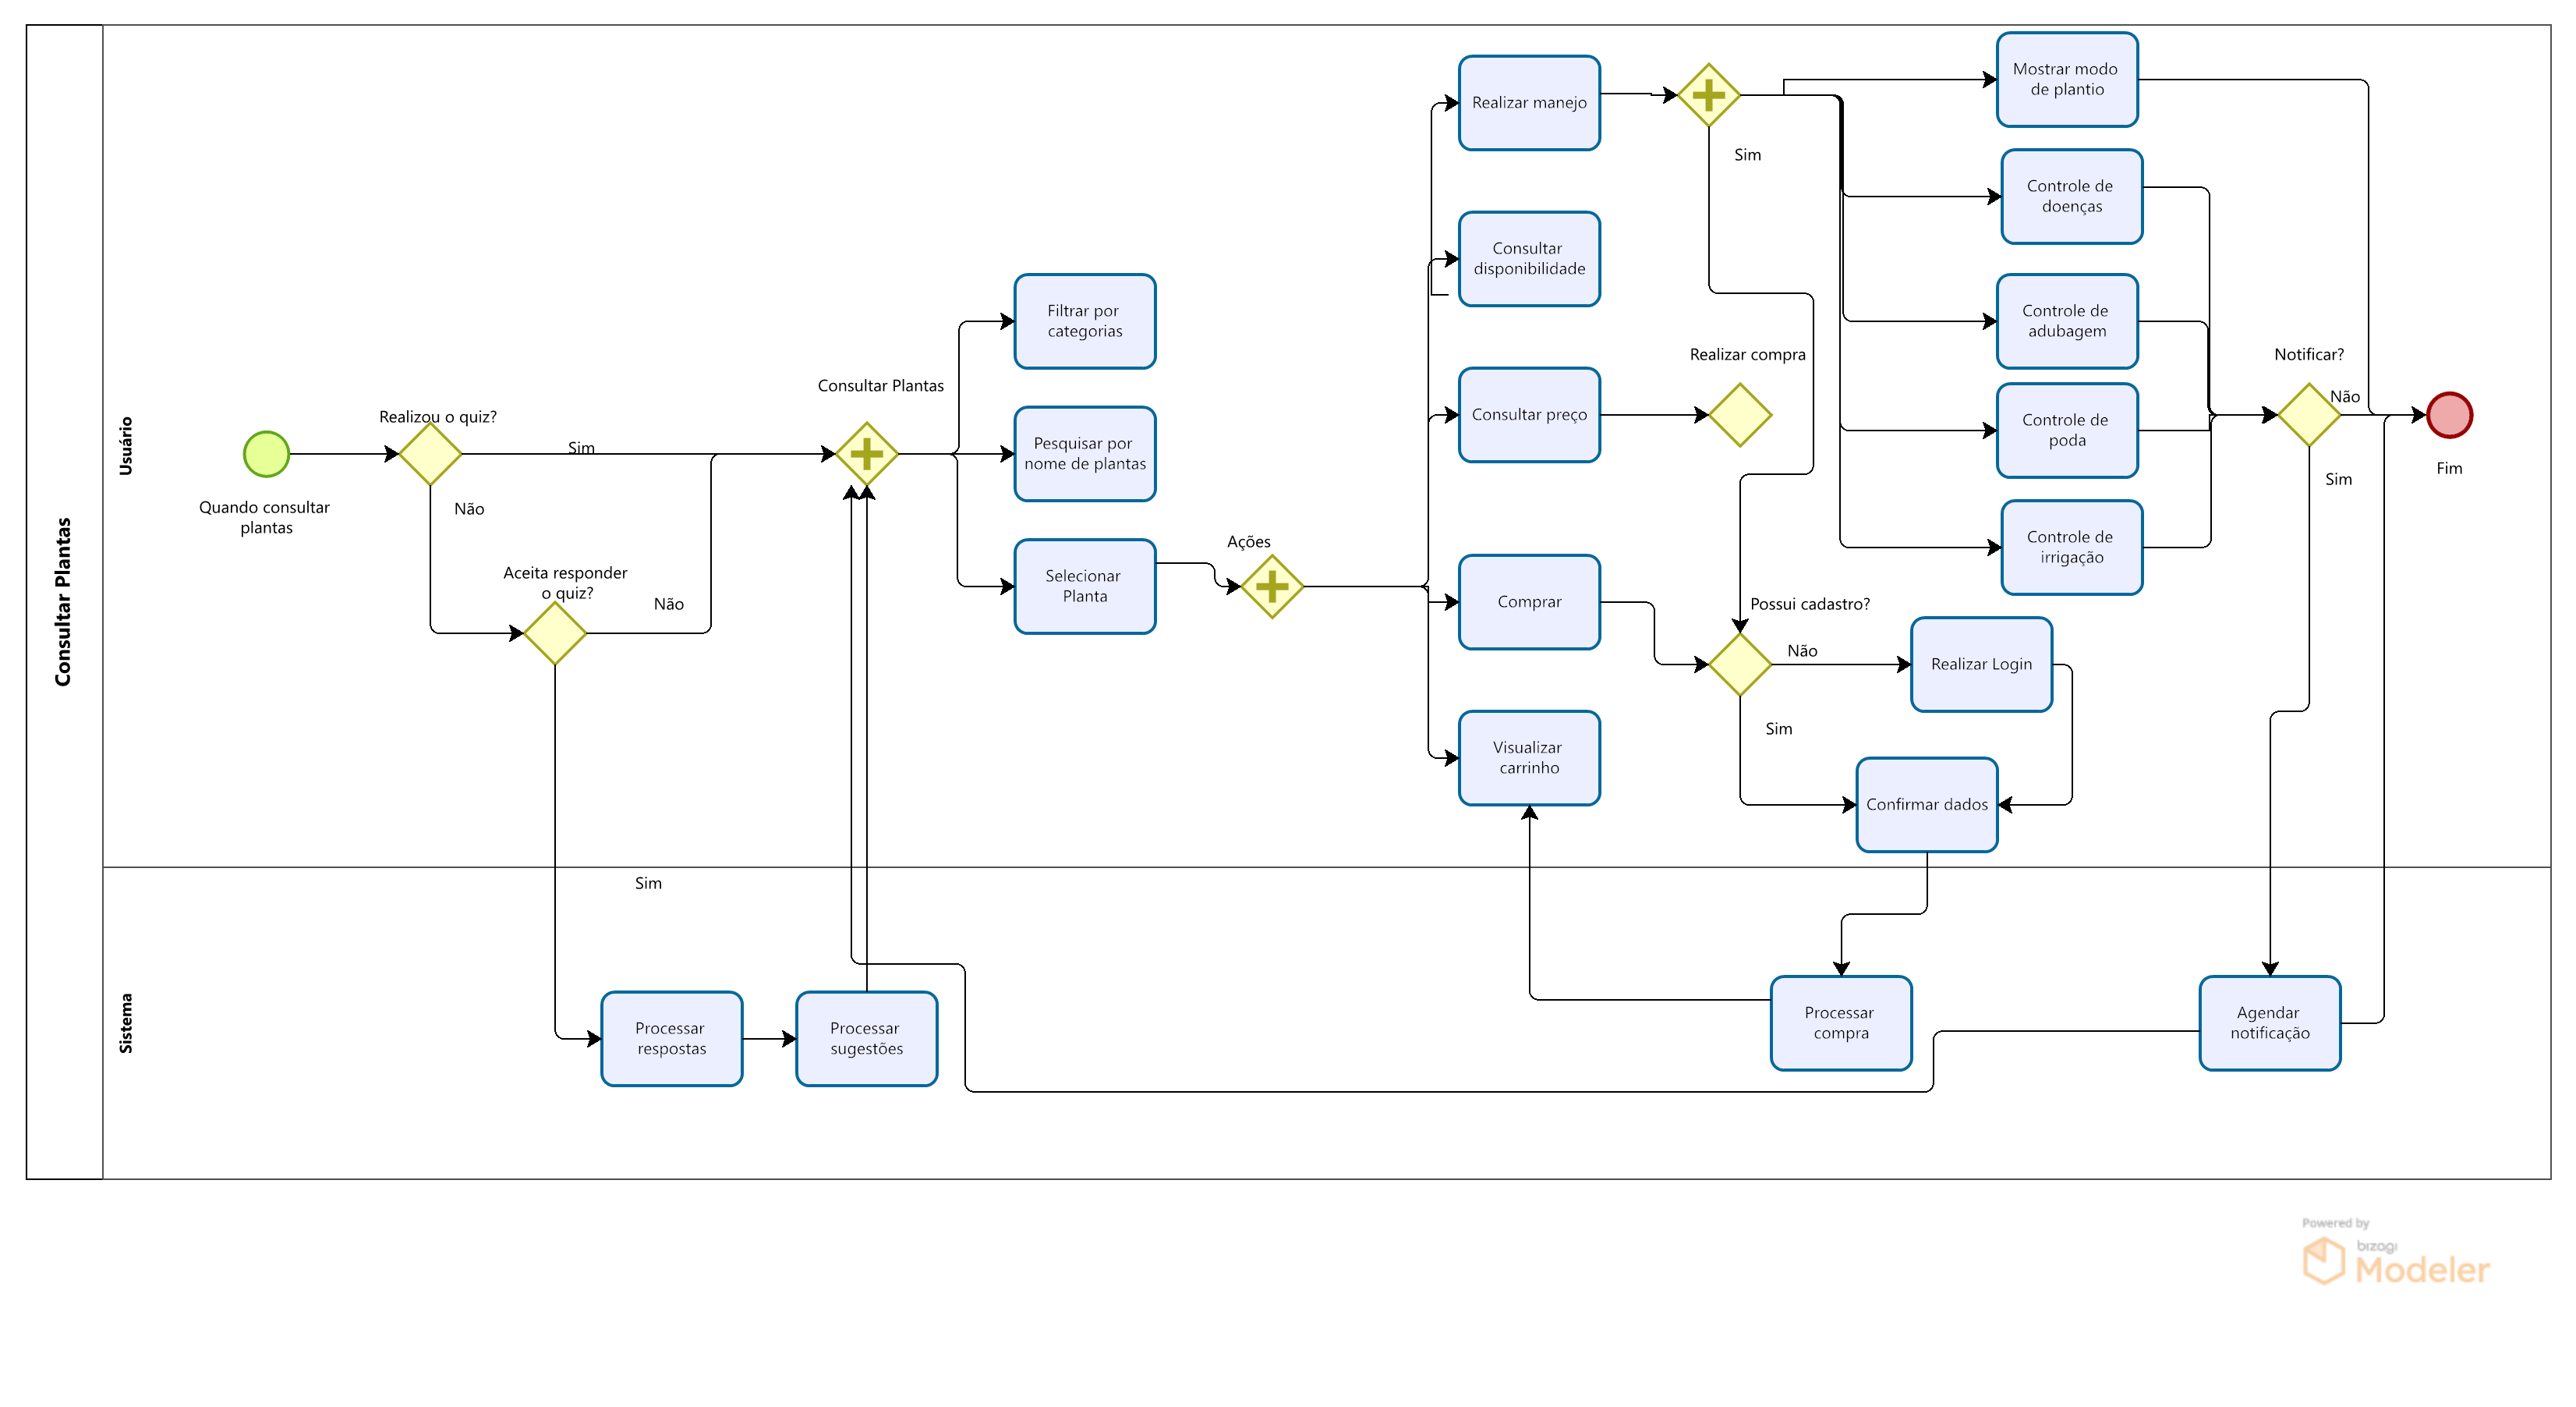 Consultar Plantas
Usuário
Quando consultar
plantas
Realizou o quiz?
Sim
Não
Aceita responder
o quiz?
Não
Consultar Plantas
Filtrar por
categorias
Pesquisar por
nome de plantas
Selecionar
Planta
Ações
Realizar manejo
Consultar
disponibilidade
Consultar preço
Comprar
Visualizar
carrinho
Sim
Realizar compra
Possui cadastro?
Não
Sim
Realizar Login
Confirmar dados
Mostrar modo
de plantio
Controle de
doenças
Controle de
adubagem
Controle de
poda
Controle de
irrigação
Notificar?
Não
Sim
Fim
Sistema
Sim
Processar
respostas
Processar
sugestões
Processar
compra
Agendar
notificação
Powered by
bizagi
Modeler